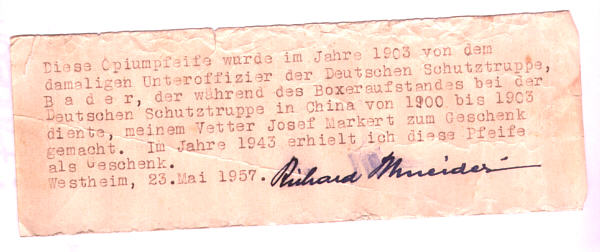 Diese Opiumpfeife wurde im Jahre 1903 von dem
damaligen Unteroffizier der Deutschen Schutztruppe,
B a d e r, der während des Boxeraufstandes bei der
Deutschen Schutztruppe in China von 1900 bis 1903
diente, meinem Vetter Josef Markert zum Geschenk
gemacht. Im Jahre 1943 erhielt ich diese Pfeife
als Geschenk.
Westheim, 23.Mai 1957. Richard Schneider